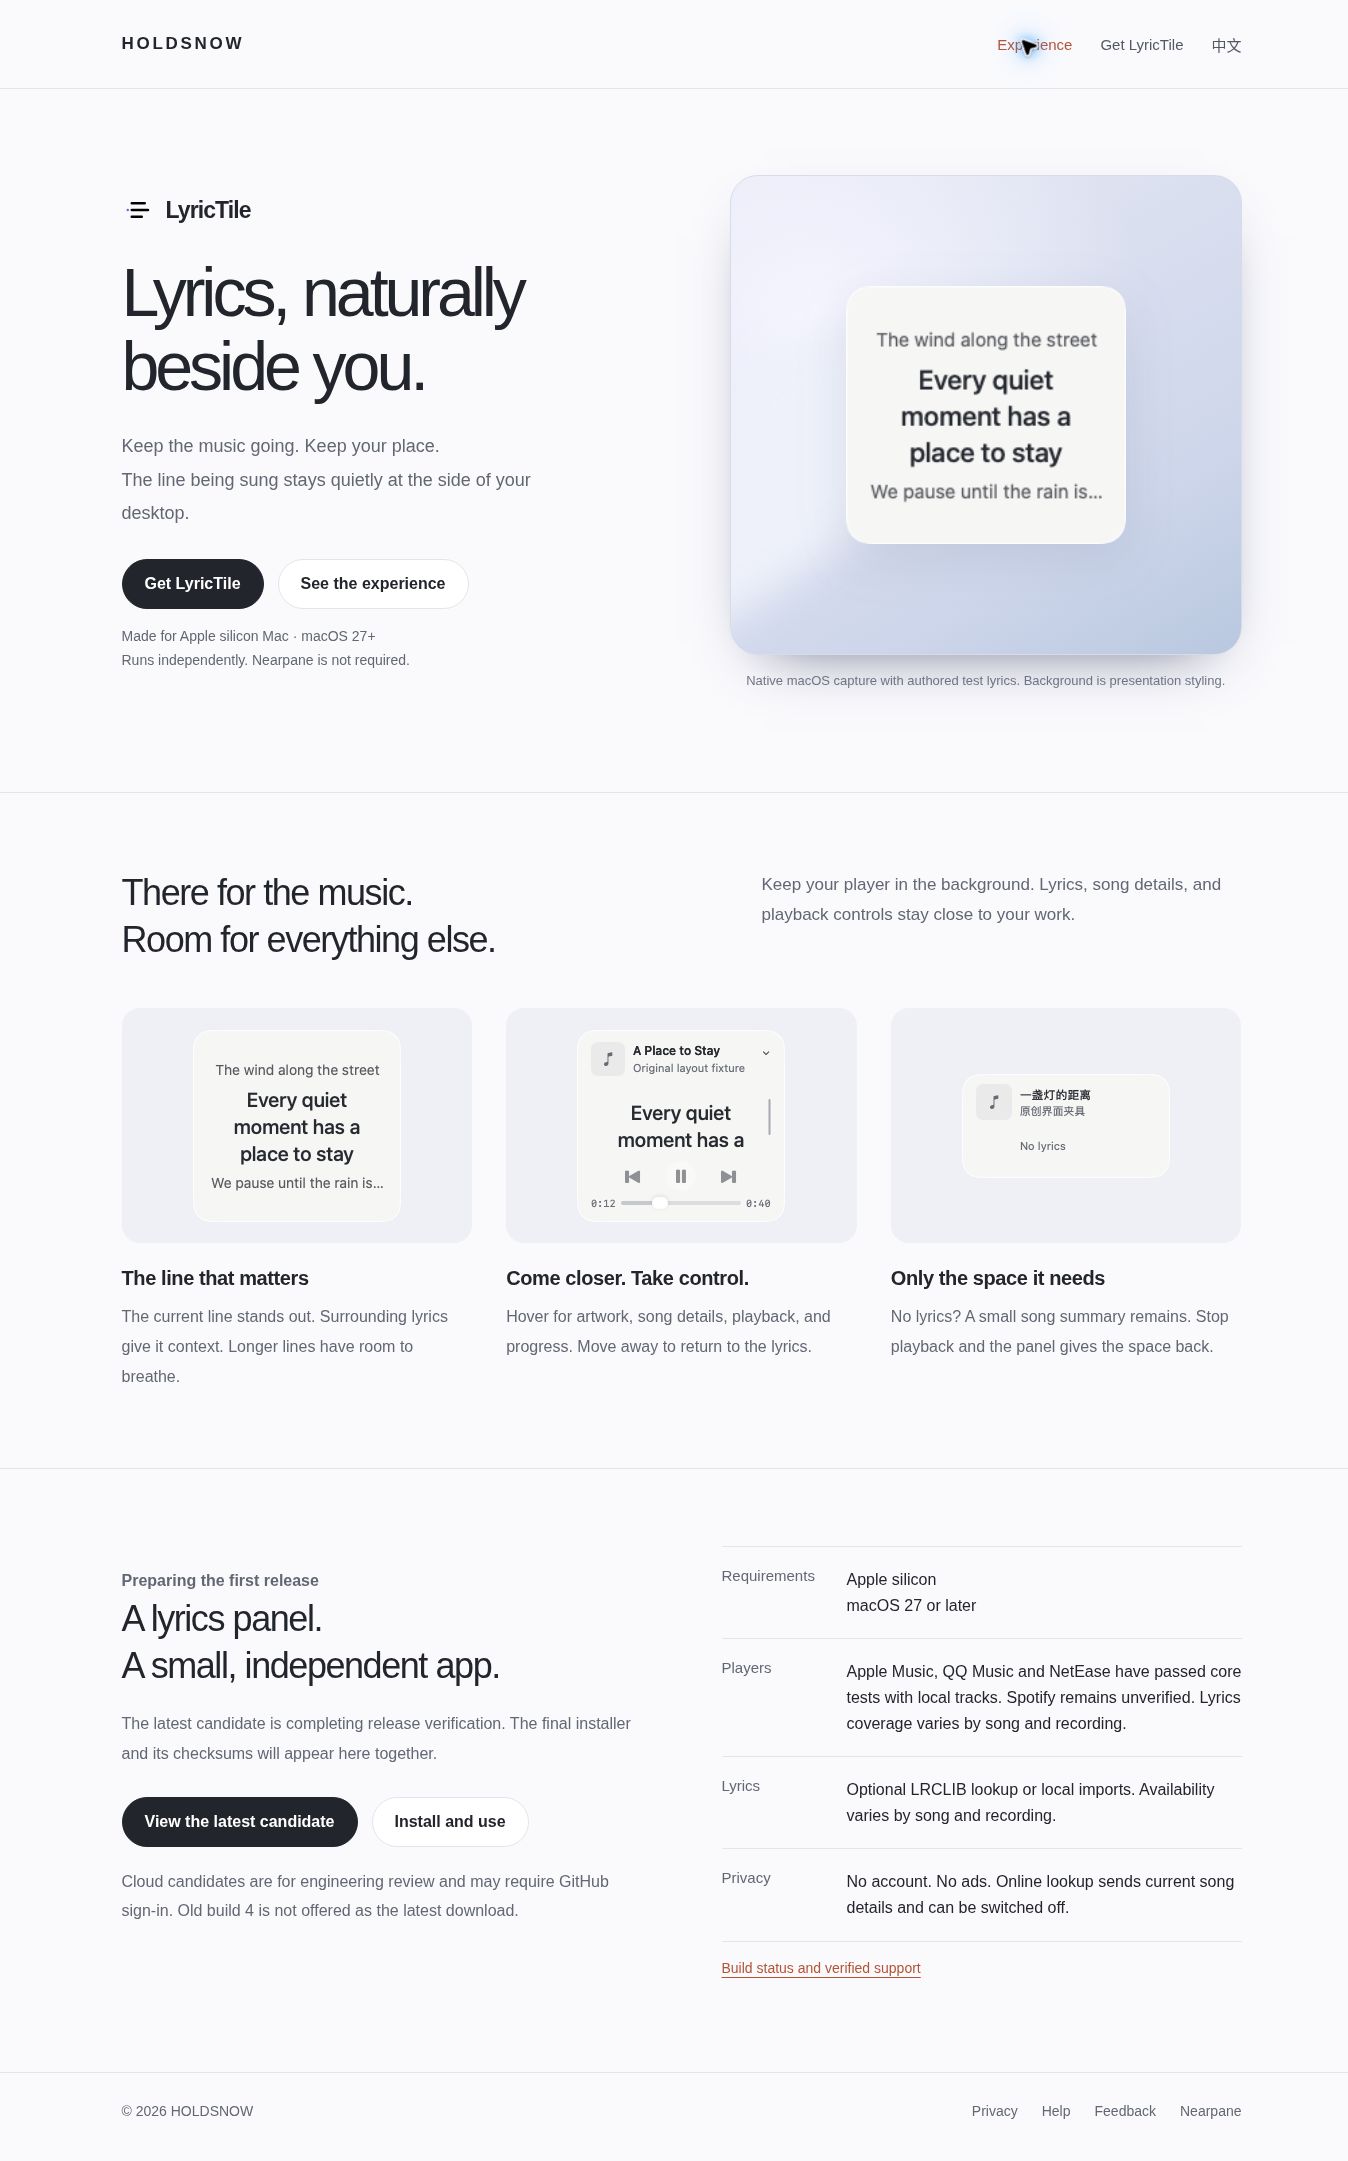 HOLDSNOW
Experience
Get LyricTile
中文
LyricTile
Lyrics, naturally
beside you.
Keep the music going. Keep your place.
The line being sung stays quietly at the side of your
desktop.
Get LyricTile
See the experience
Made for Apple silicon Mac · macOS 27+
Runs independently. Nearpane is not required.
The wind along the street
Every quiet
moment has a
place to stay
We pause until the rain is...
Native macOS capture with authored test lyrics. Background is presentation styling.
There for the music.
Room for everything else.
Keep your player in the background. Lyrics, song details, and
playback controls stay close to your work.
The wind along the street
Every quiet
moment has a
place to stay
We pause until the rain is...
The line that matters
The current line stands out. Surrounding lyrics
give it context. Longer lines have room to
breathe.
A Place to Stay
Original layout fixture
Every quiet
moment has a
0:12
0:40
Come closer. Take control.
Hover for artwork, song details, playback, and
progress. Move away to return to the lyrics.
一盏灯的距离
原创界面夹具
No lyrics
Only the space it needs
No lyrics? A small song summary remains. Stop
playback and the panel gives the space back.
Preparing the first release
A lyrics panel.
A small, independent app.
The latest candidate is completing release verification. The final installer
and its checksums will appear here together.
View the latest candidate
Install and use
Cloud candidates are for engineering review and may require GitHub
sign-in. Old build 4 is not offered as the latest download.
Requirements
Apple silicon
macOS 27 or later
Players
Apple Music, QQ Music and NetEase have passed core
tests with local tracks. Spotify remains unverified. Lyrics
coverage varies by song and recording.
Lyrics
Optional LRCLIB lookup or local imports. Availability
varies by song and recording.
Privacy
No account. No ads. Online lookup sends current song
details and can be switched off.
Build status and verified support
© 2026 HOLDSNOW
Privacy
Help
Feedback
Nearpane